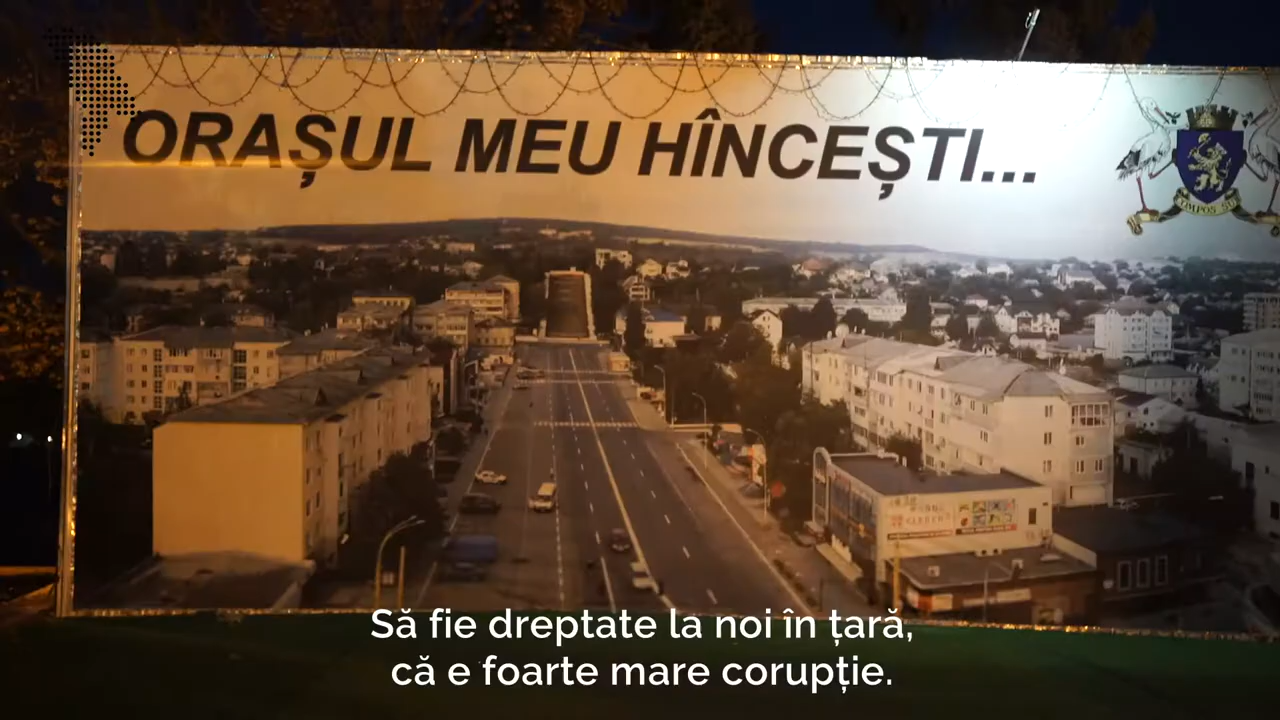 ORAȘUL MEU HÎNCEȘTI...
Să fie dreptate la noi în țară,
că e foarte mare corupție.